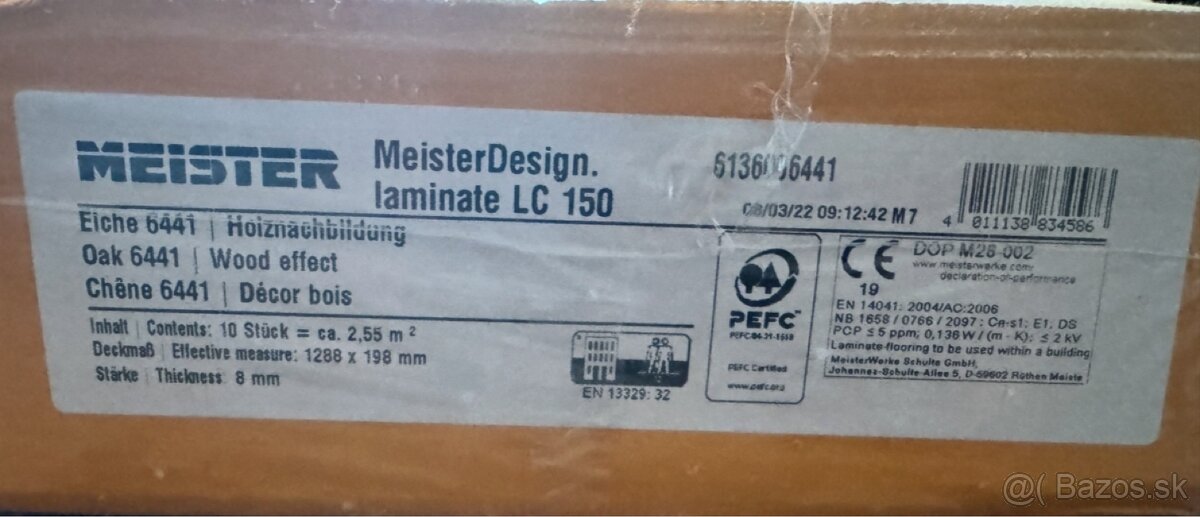 MEISTER
MeisterDesign.
laminate LC 150
Eiche 6441 | Holznachbildung
Oak 6441 | Wood effect
Chêne 6441 | Décor bois
Inhalt | Contents: 10 Stück = ca. 2,55 m²
Deckmaß | Effective measure: 1288 x 198 mm
Stärke | Thickness: 8 mm
EN 13329: 32
/03/22 09:12:42 M7
4 011138 834586
PEFC™
PEFC Certified
www.pefc.org
CE
19
DOP M26-002
www.meisterwerke.com/
declaration-of-performance
EN 14041: 2004/AC:2006
NB 1658 / 0766 / 2097; Cfl-s1; E1; DS
PCP ≤ 5 ppm; 0,136 W / (m · K); ≤ 2 kV
Laminate-flooring to be used within a building
MeisterWerke Schulte GmbH,
Johannes-Schulte-Allee 5, D-59602 Rüthen Meiste
@( Bazos.sk